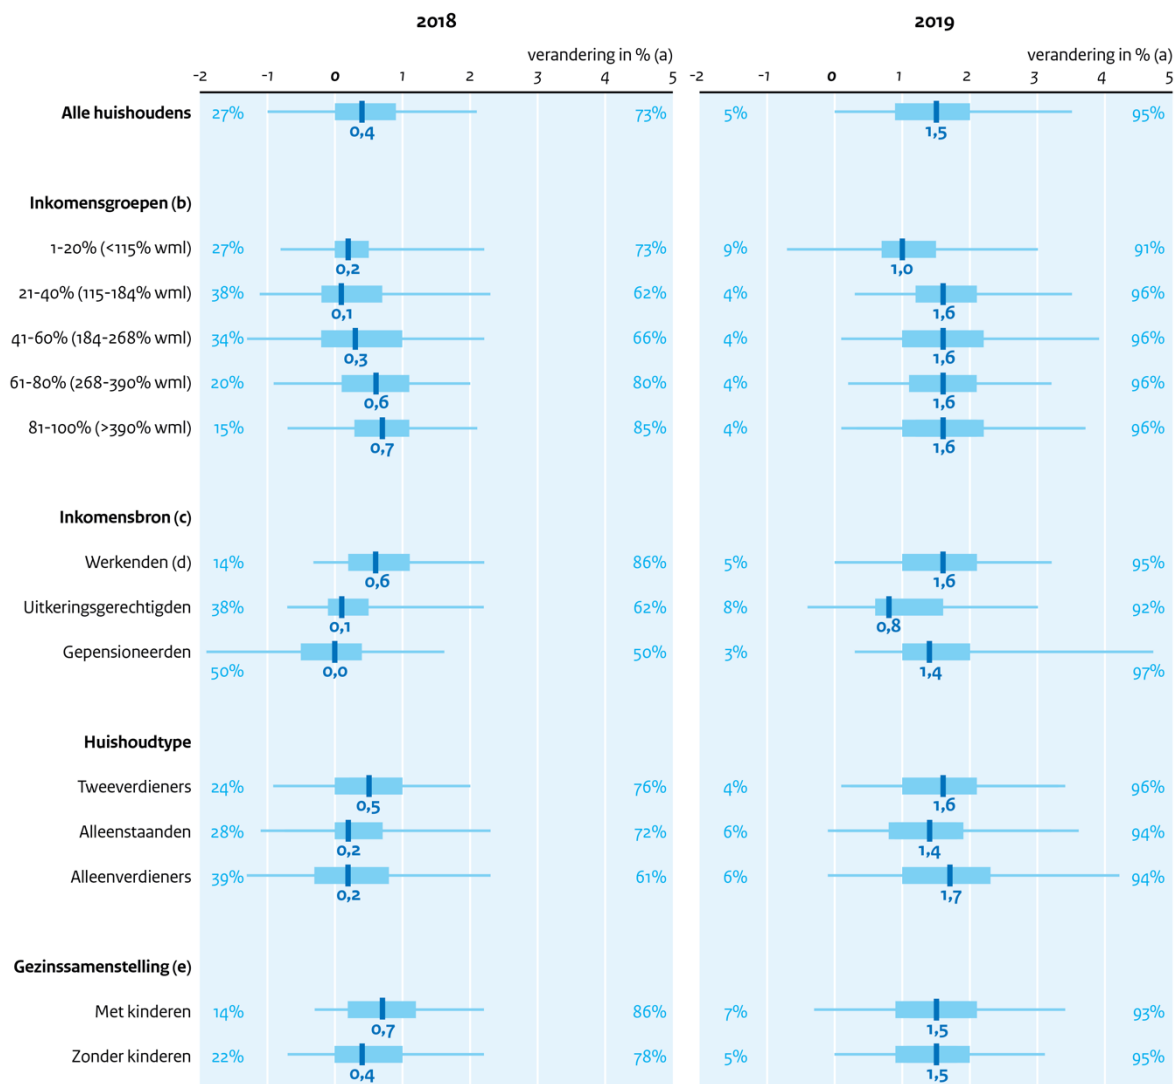 2018 2019
verandering in % (a) verandering in % (a)
-2 -1 0 1 2 3 4 5 -2 -1 0 1 2 3 4 5
Alle huishoudens 27% 73% 5% 95%
0,4 1,5
Inkomensgroepen (b)
1-20% (<115% wml) 27% 73% 9% 91%
0,2 1,0
21-40% (115-184% wml) 38% 62% 4% 96%
0,1 1,6
41-60% (184-268% wml) 34% 66% 4% 96%
0,3 1,6
61-80% (268-390% wml) 20% 80% 4% 96%
0,6 1,6
81-100% (>390% wml) 15% 85% 4% 96%
0,7 1,6
Inkomensbron (c)
Werkenden (d) 14% 86% 5% 95%
0,6 1,6
Uitkeringsgerechtigden 38% 62% 8% 92%
0,1 0,8
Gepensioneerden 50% 3%
50% 0,0 1,4 97%
Huishoudtype
Tweeverdieners 24% 76% 4% 96%
0,5 1,6
Alleenstaanden 28% 72% 6% 94%
0,2 1,4
Alleenverdieners 39% 61% 6% 94%
0,2 1,7
Gezinssamenstelling (e)
Met kinderen 14% 86% 7% 93%
0,7 1,5
Zonder kinderen 22% 78% 5% 95%
0,4 1,5